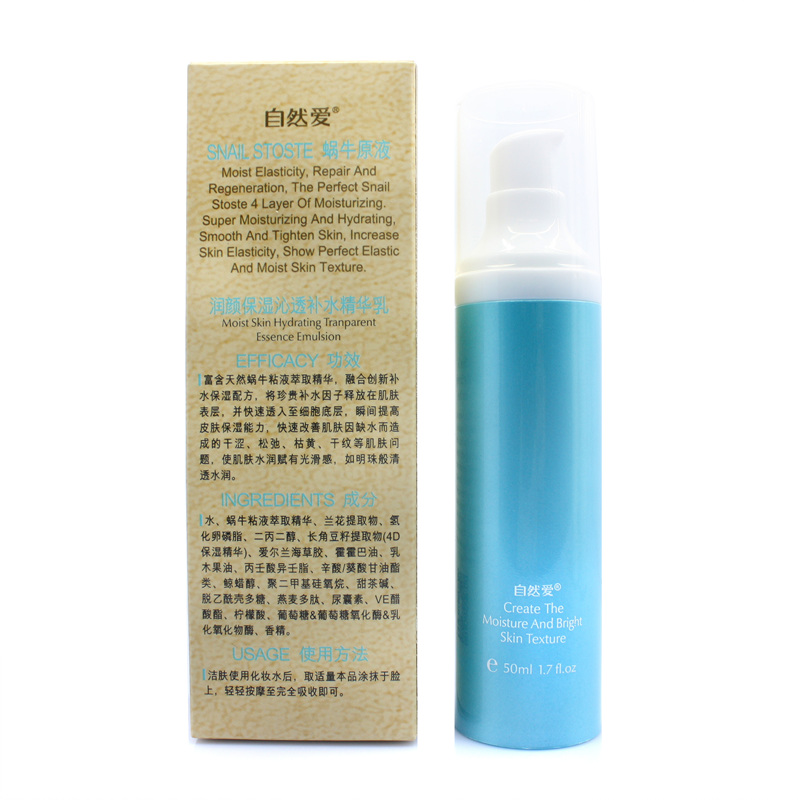 自然爱®
SNAIL STOSTE 蜗牛原液
Moist Elasticity, Repair And
Regeneration, The Perfect Snail
Stoste 4 Layer Of Moisturizing.
Super Moisturizing And Hydrating,
Smooth And Tighten Skin, Increase
Skin Elasticity, Show Perfect Elastic
And Moist Skin Texture.
润颜保湿沁透补水精华乳
Moist Skin Hydrating Tranparent
Essence Emulsion
EFFICACY 功效
富含天然蜗牛粘液萃取精华，融合创新补
水保湿配方，将珍贵补水因子释放在肌肤
表层，并快速透入至细胞底层，瞬间提高
皮肤保湿能力，快速改善肌肤因缺水而造
成的干涩、松弛、枯黄、干纹等肌肤问
题，使肌肤水润赋有光滑感，如明珠般清
透水润。
INGREDIENTS 成分
水、蜗牛粘液萃取精华、兰花提取物、氢
化卵磷脂、二丙二醇、长角豆籽提取物(4D
保湿精华)、爱尔兰海草胶、霍霍巴油、乳
木果油、丙壬酸异壬脂、辛酸/葵酸甘油酯
类、鲸蜡醇、聚二甲基硅氧烷、甜茶碱、
脱乙酰壳多糖、燕麦多肽、尿囊素、VE醋
酸酯、柠檬酸、葡萄糖&葡萄糖氧化酶&乳
化氧化物酶、香精。
USAGE 使用方法
洁肤使用化妆水后，取适量本品涂抹于脸
上，轻轻按摩至完全吸收即可。
自然爱®
Create The
Moisture And Bright
Skin Texture
e 50ml 1.7 fl.oz